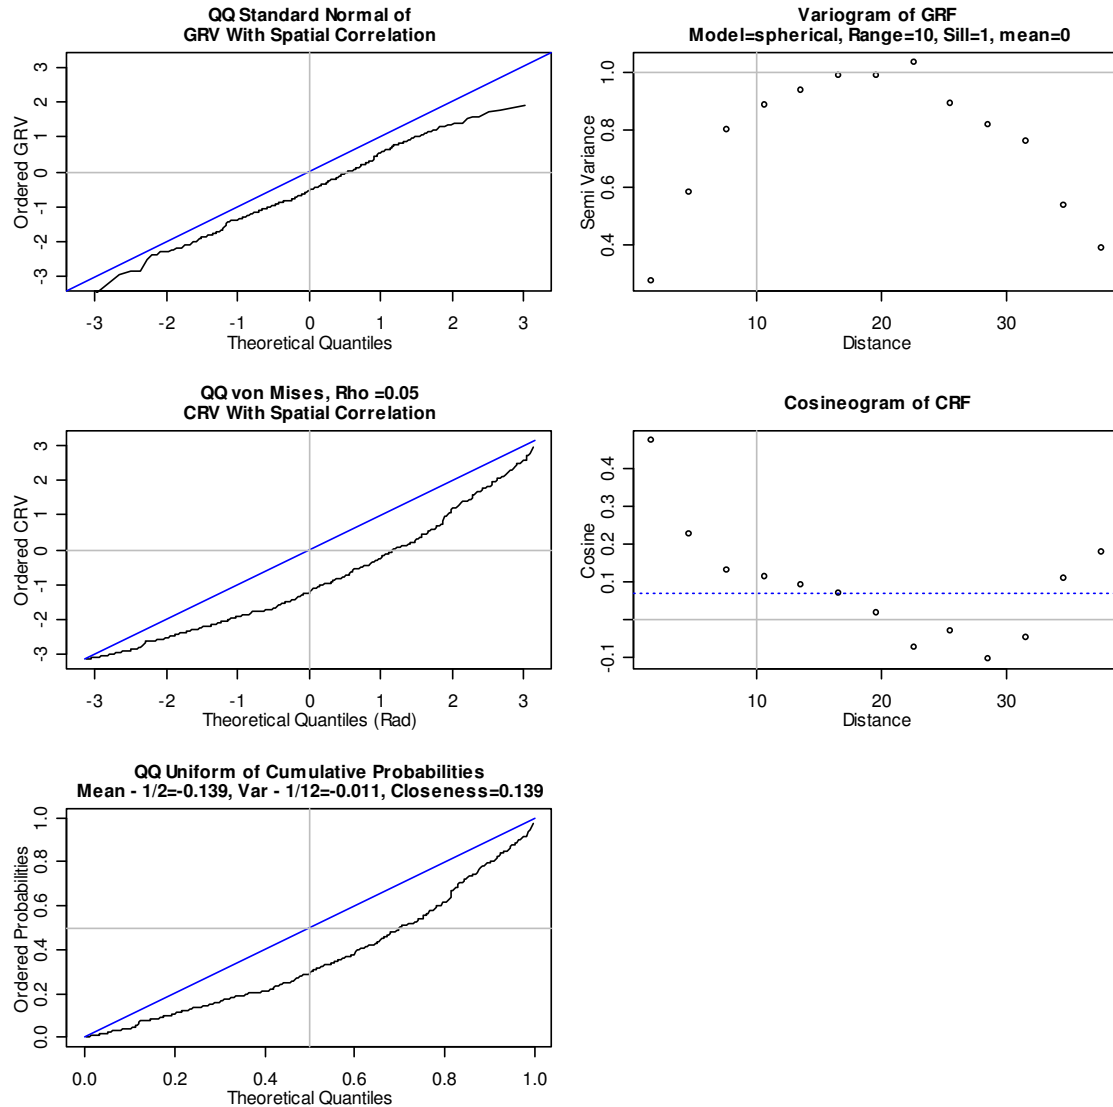 QQ Standard Normal of
GRV With Spatial Correlation
Ordered GRV
3
2
1
0
-1
-2
-3
-3 -2 -1 0 1 2 3
Theoretical Quantiles
Variogram of GRF
Model=spherical, Range=10, Sill=1, mean=0
Semi Variance
1.0
0.8
0.6
0.4
10 20 30
Distance
QQ von Mises, Rho =0.05
CRV With Spatial Correlation
Ordered CRV
3
2
1
0
-1
-2
-3
-3 -2 -1 0 1 2 3
Theoretical Quantiles (Rad)
Cosineogram of CRF
Cosine
0.4
0.3
0.2
0.1
-0.1
10 20 30
Distance
QQ Uniform of Cumulative Probabilities
Mean - 1/2=-0.139, Var - 1/12=-0.011, Closeness=0.139
Ordered Probabilities
1.0
0.8
0.6
0.4
0.2
0.0
0.0 0.2 0.4 0.6 0.8 1.0
Theoretical Quantiles